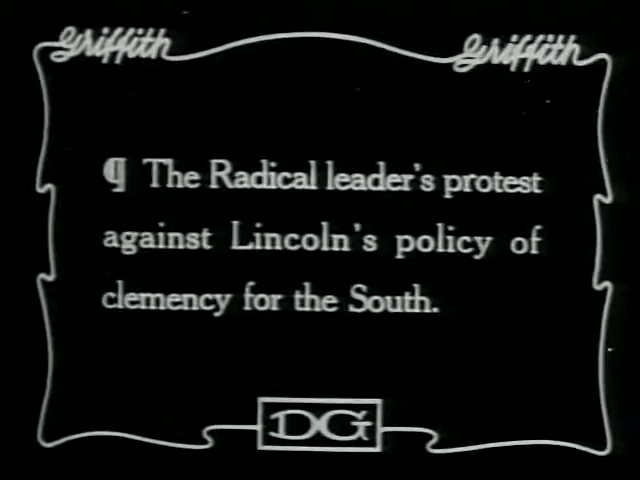 Griffith Griffith
¶ The Radical leader's protest
against Lincoln's policy of
clemency for the South.
DG